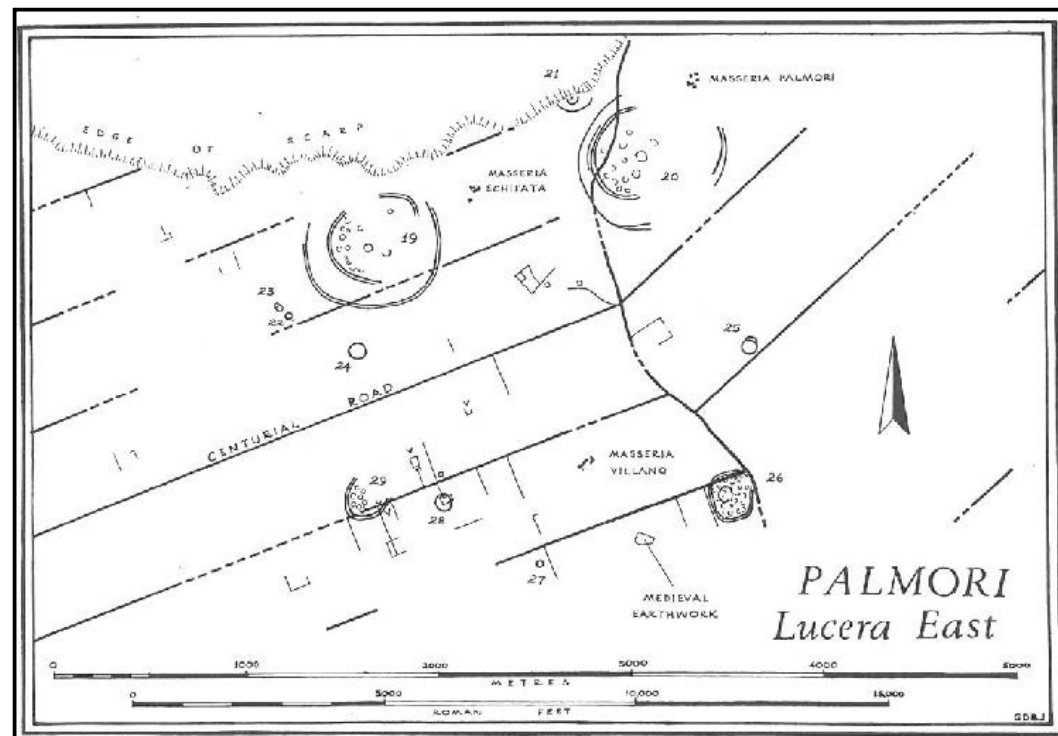 21
MASSERIA PALMORI
EDGE OF SCARP
MASSERIA
SCHIFATA
20
19
23
22
25
24
CENTURIAL ROAD
V
V
MASSERIA
VILLANO
29
26
V
28
27
MEDIEVAL
EARTHWORK
PALMORI
Lucera East
0 1000 2000 3000 4000 5000
METRES
0 5000 10,000 15,000
ROMAN FEET
GDBJ